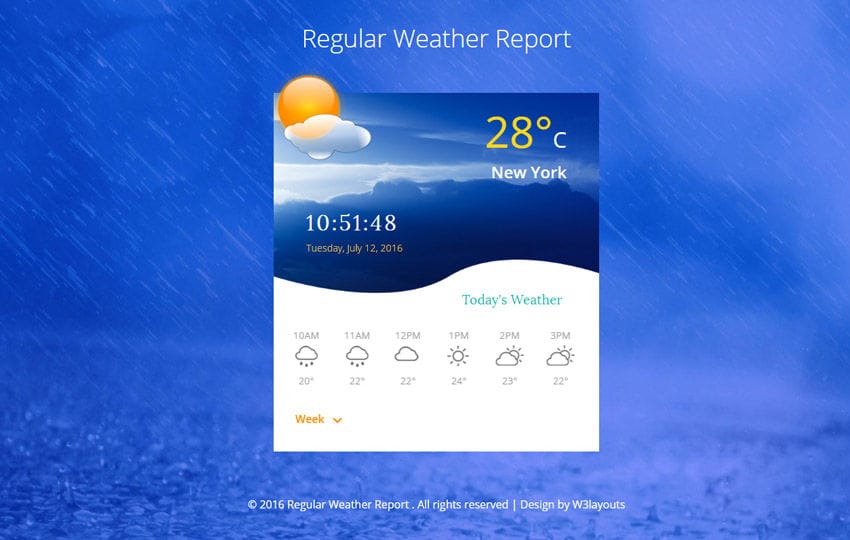 Regular Weather Report
28°c
New York
10:51:48
Tuesday, July 12, 2016
Today's Weather
10AM 11AM 12PM 1PM 2PM 3PM
20° 22° 22° 24° 23° 22°
Week
© 2016 Regular Weather Report . All rights reserved | Design by W3layouts